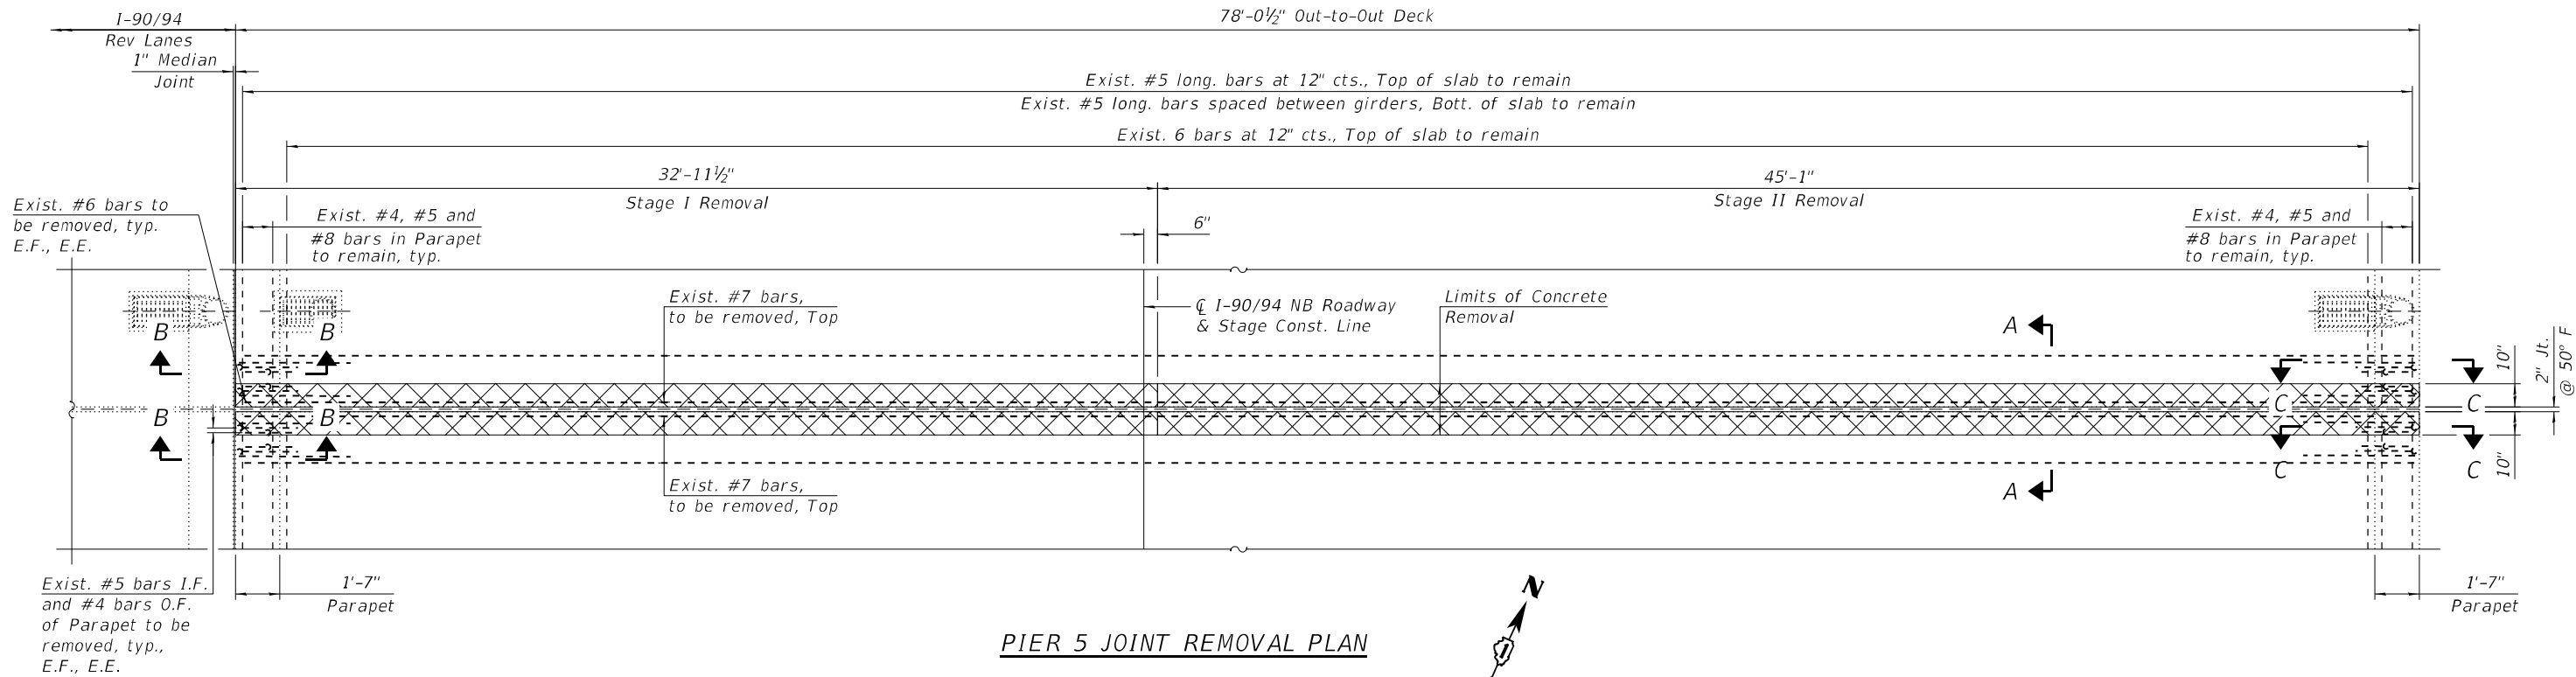 I-90/94
Rev Lanes
78'-0½" Out-to-Out Deck
1" Median
Joint
Exist. #5 long. bars at 12" cts., Top of slab to remain
Exist. #5 long. bars spaced between girders, Bott. of slab to remain
Exist. 6 bars at 12" cts., Top of slab to remain
32'-11½"
Stage I Removal
45'-1"
Stage II Removal
Exist. #6 bars to
be removed, typ.
E.F., E.E.
Exist. #4, #5 and
#8 bars in Parapet
to remain, typ.
6"
Exist. #4, #5 and
#8 bars in Parapet
to remain, typ.
Exist. #7 bars,
to be removed, Top
℄ I-90/94 NB Roadway
& Stage Const. Line
Limits of Concrete
Removal
B
B
A
10"
2" Jt.
@ 50° F
B
B
C
C
Exist. #7 bars,
to be removed, Top
A
C
C
10"
Exist. #5 bars I.F.
and #4 bars O.F.
of Parapet to be
removed, typ.,
E.F., E.E.
1'-7"
Parapet
1'-7"
Parapet
N
PIER 5 JOINT REMOVAL PLAN